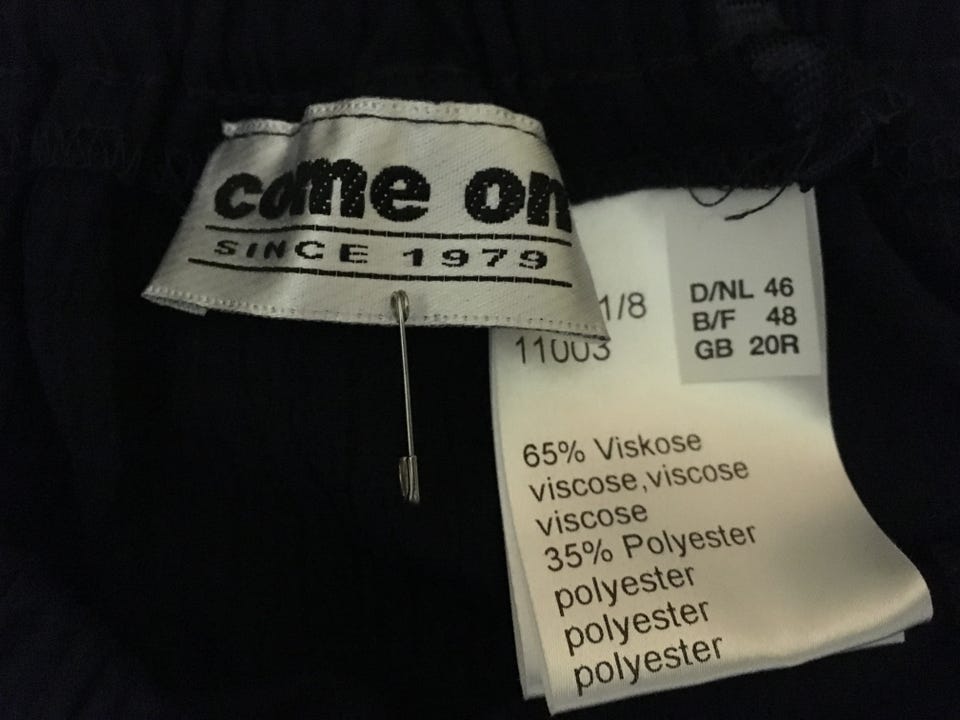 come on
SINCE 1979
1/8
11003
D/NL 46
B/F 48
GB 20R
65% Viskose
viscose,viscose
viscose
35% Polyester
polyester
polyester
polyester